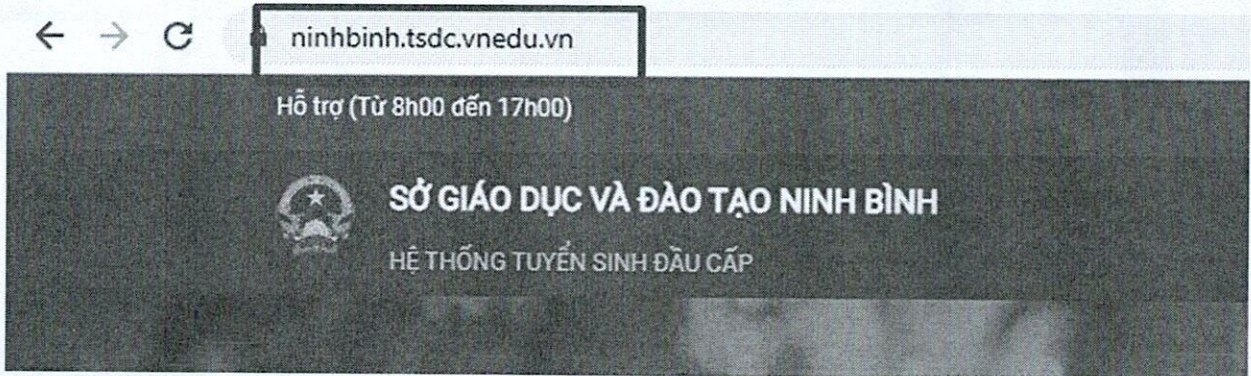 ninhbinh.tsdc.vnedu.vn
Hỗ trợ (Từ 8h00 đến 17h00)
SỞ GIÁO DỤC VÀ ĐÀO TẠO NINH BÌNH
HỆ THỐNG TUYỂN SINH ĐẦU CẤP